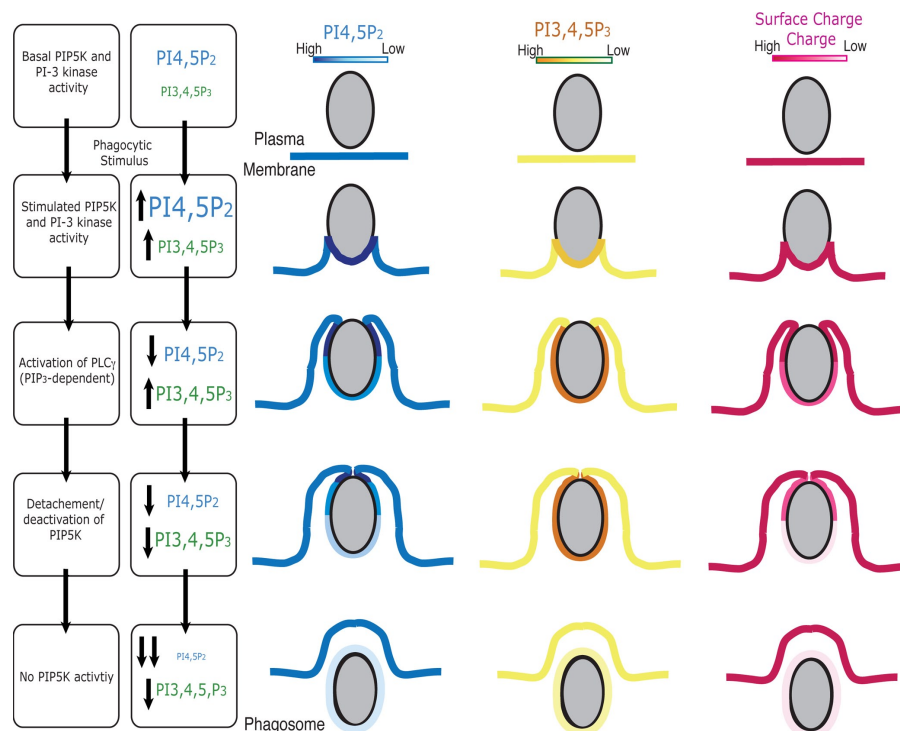 PI4,5P2
High Low
PI3,4,5P3
High Low
Surface Charge
Charge
High Low
Basal PIP5K and
PI-3 kinase
activity
PI4,5P2
PI3,4,5P3
Phagocytic
Stimulus
Plasma
Membrane
Stimulated PIP5K
and PI-3 kinase
activity
PI4,5P2
PI3,4,5P3
Activation of PLCγ
(PIP3-dependent)
PI4,5P2
PI3,4,5P3
Detachement/
deactivation of
PIP5K
PI4,5P2
PI3,4,5P3
No PIP5K activtiy
PI4,5P2
PI3,4,5,P3
Phagosome